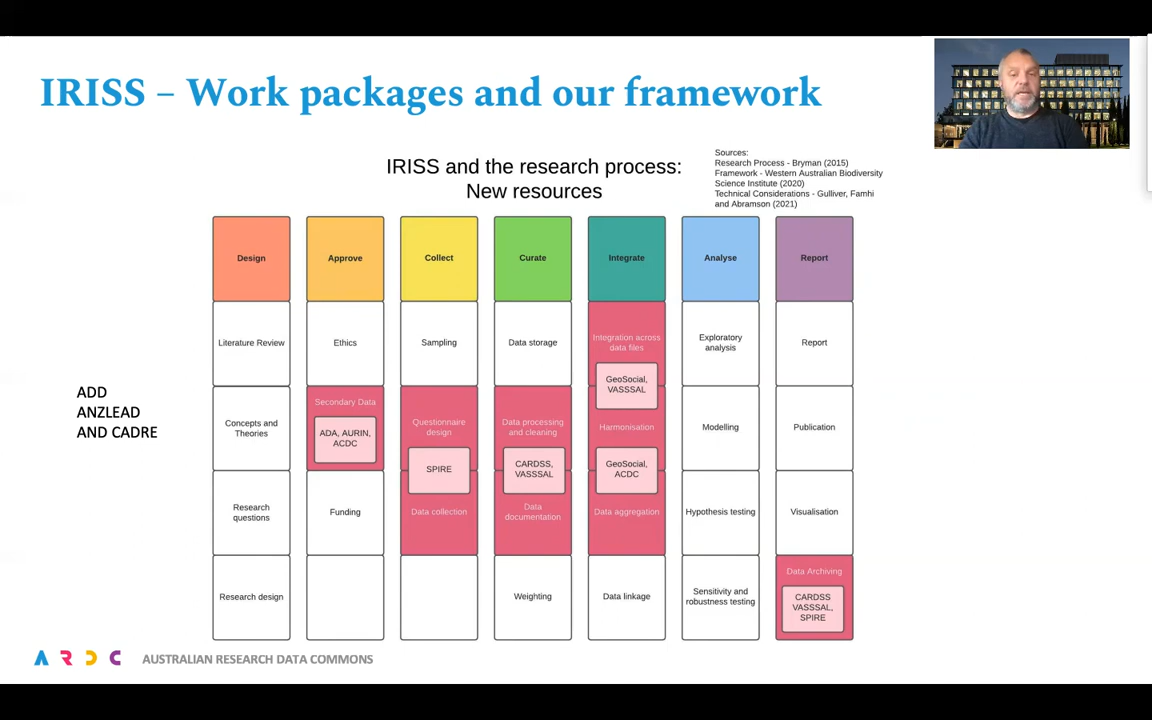 IRISS – Work packages and our framework
IRISS and the research process:
New resources
Sources:
Research Process - Bryman (2015)
Framework - Western Australian Biodiversity
Science Institute (2020)
Technical Considerations - Gulliver, Famhi
and Abramson (2021)
Design
Approve
Collect
Curate
Integrate
Analyse
Report
Literature Review
Ethics
Sampling
Data storage
Integration across
data files
GeoSocial,
VASSSAL
Exploratory
analysis
Report
ADD
ANZLEAD
AND CADRE
Concepts and
Theories
Secondary Data
ADA, AURIN,
ACDC
Questionnaire
design
SPIRE
Data processing
and cleaning
CARDSS,
VASSSAL
Harmonisation
GeoSocial,
ACDC
Modelling
Publication
Research
questions
Funding
Data collection
Data
documentation
Data aggregation
Hypothesis testing
Visualisation
Research design
Weighting
Data linkage
Sensitivity and
robustness testing
Data Archiving
CARDSS
VASSSAL,
SPIRE
ARDC
AUSTRALIAN RESEARCH DATA COMMONS